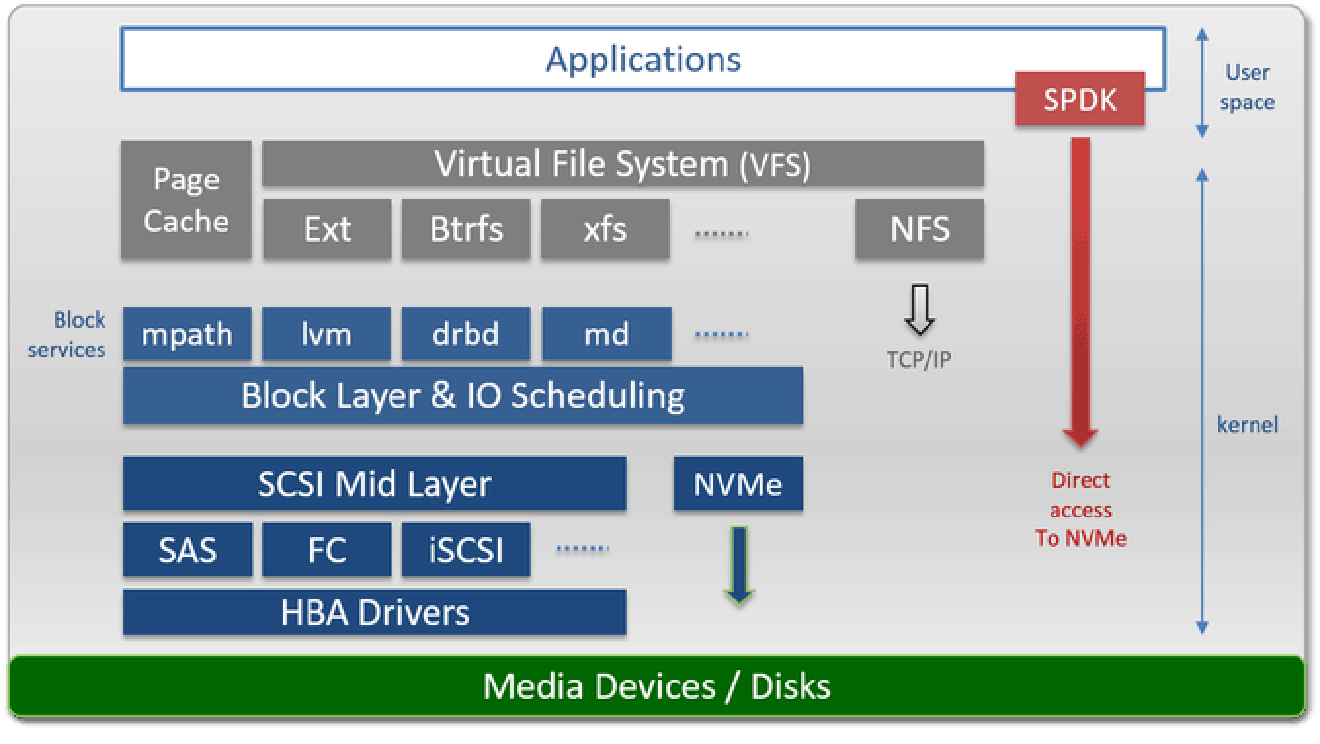 Applications
User
space
SPDK
Page
Cache
Virtual File System (VFS)
Ext
Btrfs
xfs
........
NFS
Block
services
mpath
lvm
drbd
md
........
TCP/IP
Block Layer & IO Scheduling
kernel
SCSI Mid Layer
NVMe
Direct
access
To NVMe
SAS
FC
iSCSI
........
HBA Drivers
Media Devices / Disks